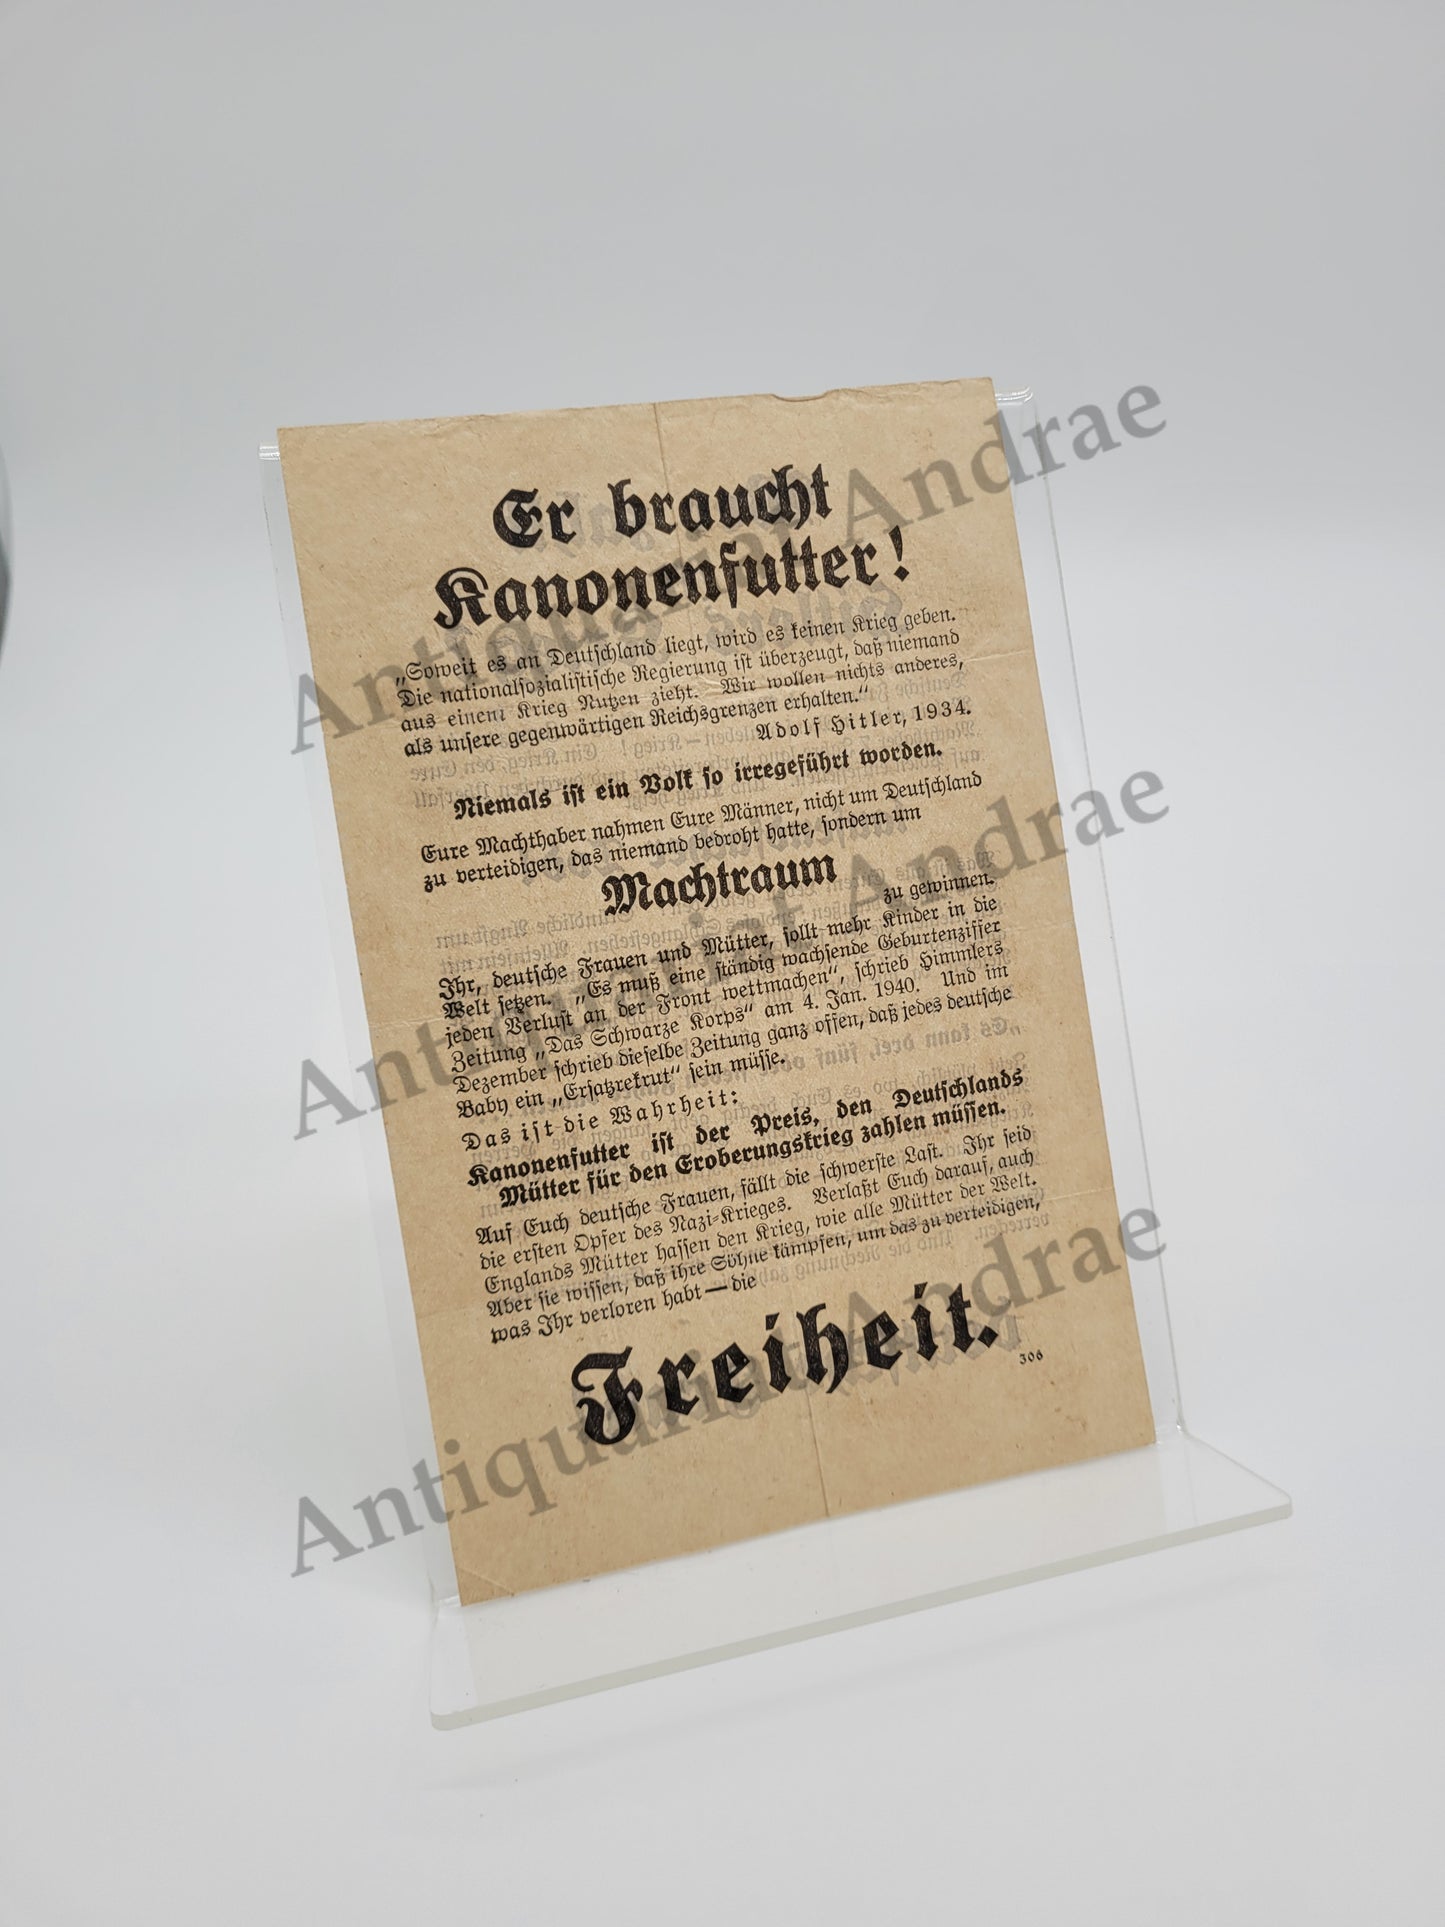 Er braucht
Kanonenfutter!
„Soweit es an Deutschland liegt, wird es keinen Krieg geben.
Die nationalsozialistische Regierung ist überzeugt, daß niemand
aus einem Krieg Nutzen zieht. Wir wollen nichts anderes,
als unsere gegenwärtigen Reichsgrenzen erhalten.“
Adolf Hitler, 1934.
Niemals ist ein Volk so irregeführt worden.
Eure Machthaber nahmen Eure Männer, nicht um Deutschland
zu verteidigen, das niemand bedroht hatte, sondern um
Machtraum
zu gewinnen.
Ihr, deutsche Frauen und Mütter, sollt mehr Kinder in die
Welt setzen. „Es muß eine ständig wachsende Geburtenziffer
jeden Verlust an der Front wettmachen“, schrieb Himmlers
Zeitung „Das Schwarze Korps“ am 4. Jan. 1940. Und im
Dezember schrieb dieselbe Zeitung ganz offen, daß jedes deutsche
Baby ein „Ersatzrekrut“ sein müsse.
Das ist die Wahrheit:
Kanonenfutter ist der Preis, den Deutschlands
Mütter für den Eroberungskrieg zahlen müssen.
Auf Euch deutsche Frauen, fällt die schwerste Last. Ihr seid
die ersten Opfer des Nazi-Krieges. Verlaßt Euch darauf, auch
Englands Mütter hassen den Krieg, wie alle Mütter der Welt.
Aber sie wissen, daß ihre Söhne kämpfen, um das zu verteidigen,
was Ihr verloren habt — die
Freiheit.
306
Antiquariat Andrae
Antiquariat Andrae
Antiquariat Andrae